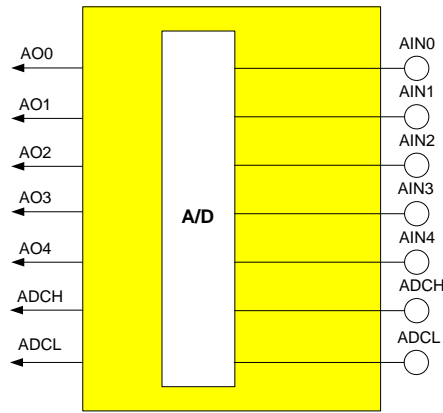 AO0
AO1
AO2
AO3
AO4
ADCH
ADCL
A/D
AIN0
AIN1
AIN2
AIN3
AIN4
ADCH
ADCL